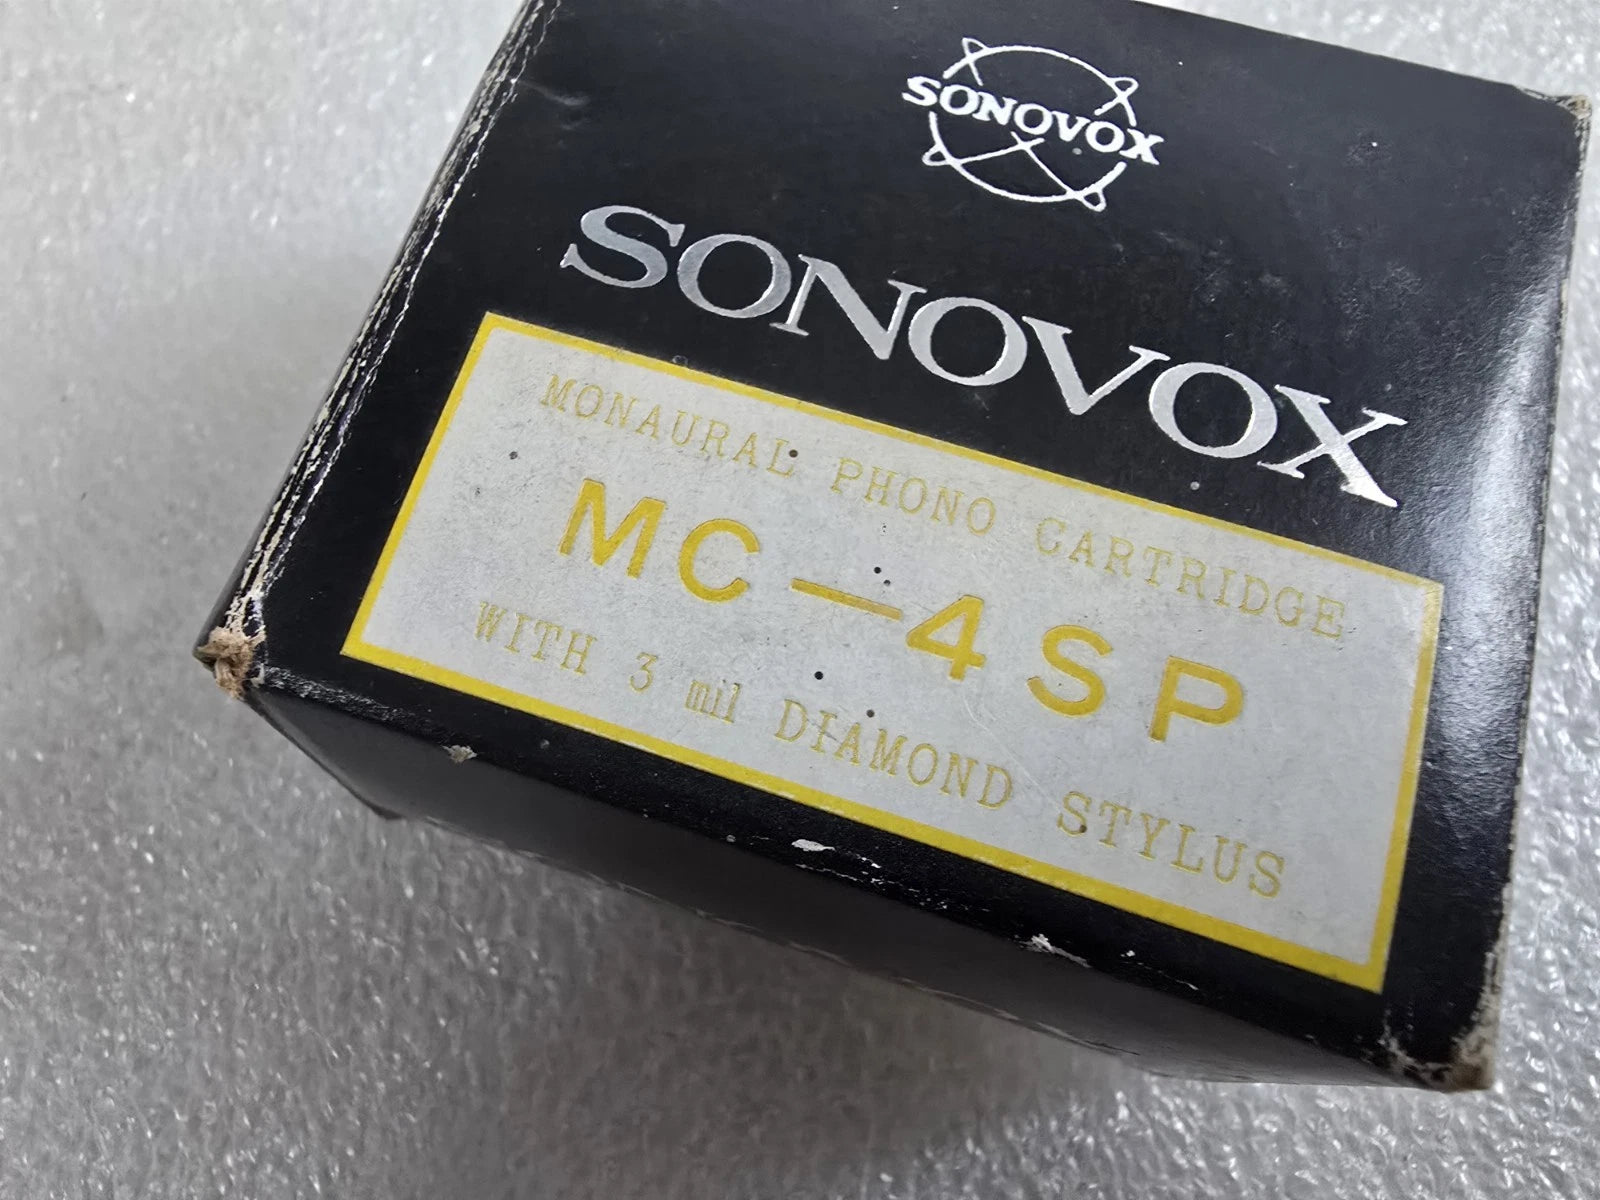 SONOVOX
SONOVOX
MONAURAL PHONO CARTRIDGE
MC—4SP
WITH 3 mil DIAMOND STYLUS